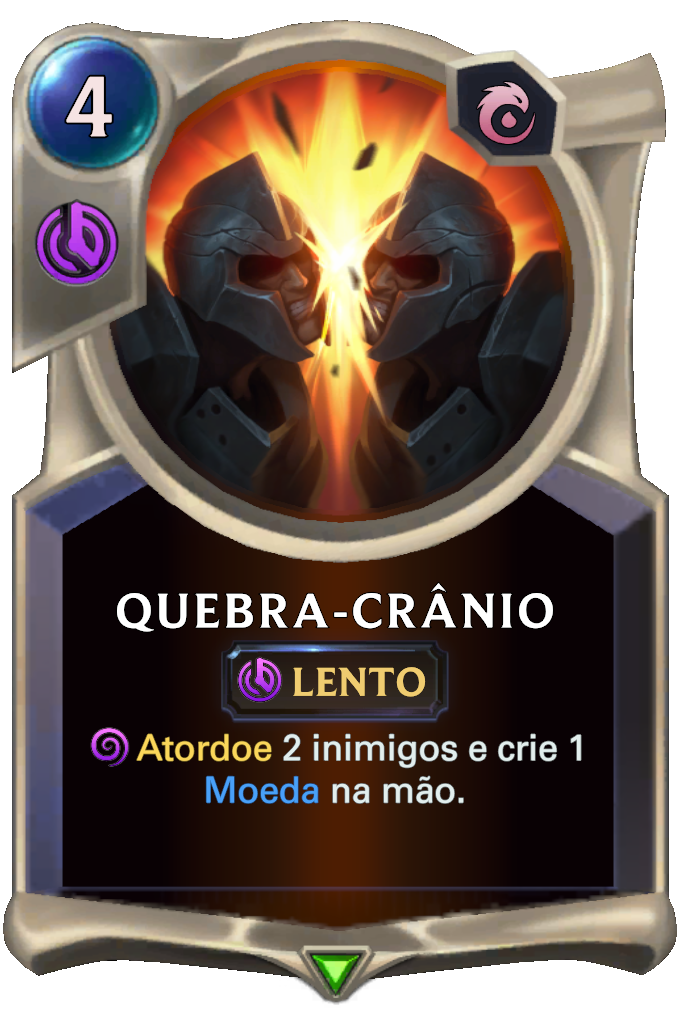 4
QUEBRA-CRÂNIO
LENTO
Atordoe 2 inimigos e crie 1
Moeda na mão.